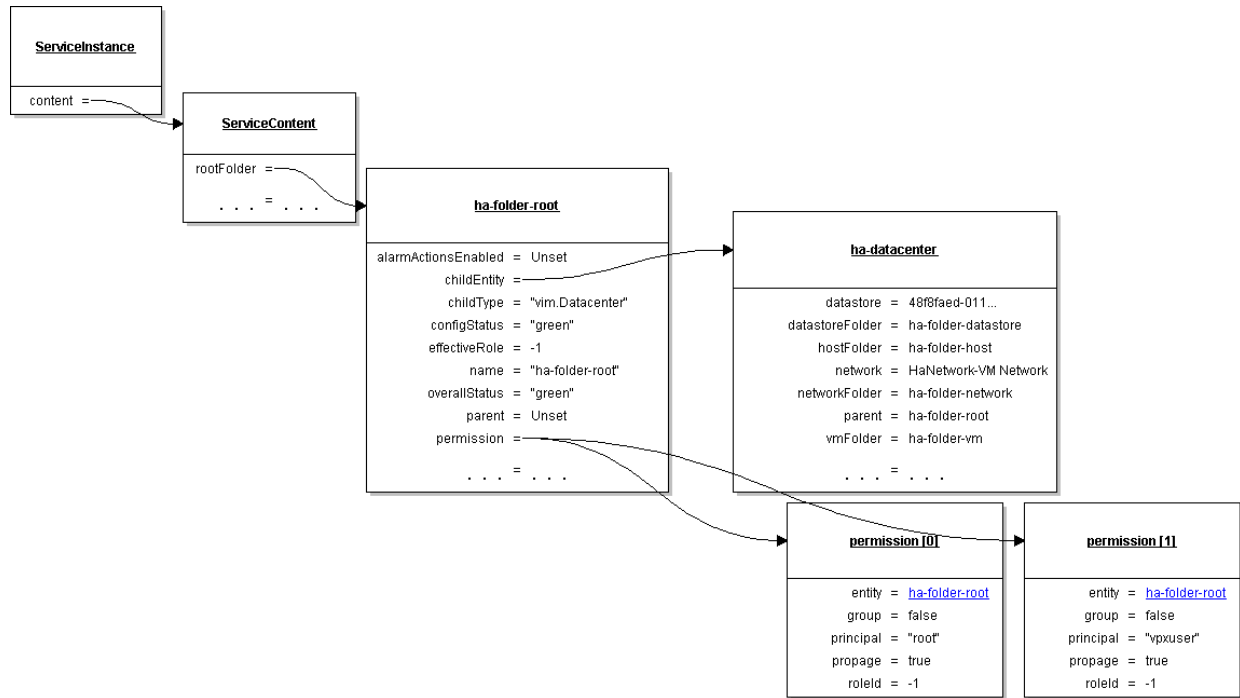 ServiceInstance
content =
ServiceContent
rootFolder =
. . . = . . .
ha-folder-root
alarmActionsEnabled = Unset
childEntity =
childType = "vim.Datacenter"
configStatus = "green"
effectiveRole = -1
name = "ha-folder-root"
overallStatus = "green"
parent = Unset
permission =
. . . = . . .
ha-datacenter
datastore = 48f8faed-011...
datastoreFolder = ha-folder-datastore
hostFolder = ha-folder-host
network = HaNetwork-VM Network
networkFolder = ha-folder-network
parent = ha-folder-root
vmFolder = ha-folder-vm
. . . = . . .
permission [0]
entity = ha-folder-root
group = false
principal = "root"
propage = true
roleId = -1
permission [1]
entity = ha-folder-root
group = false
principal = "vpxuser"
propage = true
roleId = -1